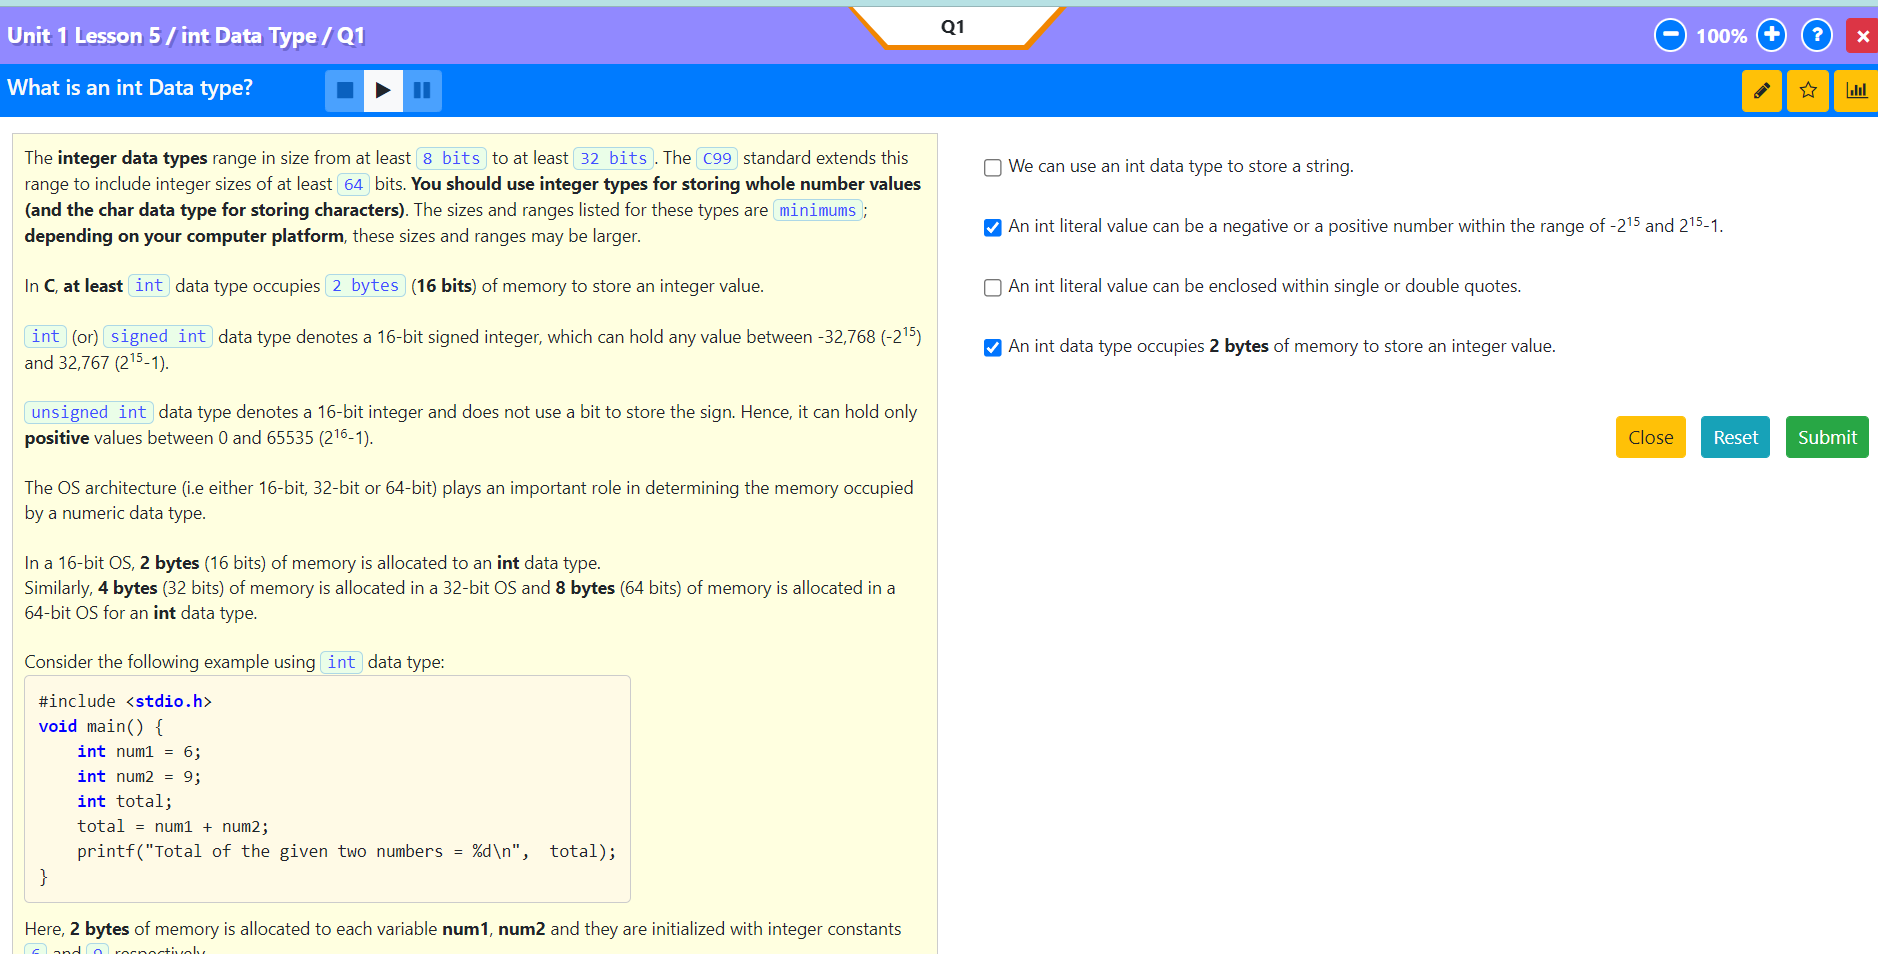 Q1
Unit 1 Lesson 5 / int Data Type / Q1
100%
?
×
What is an int Data type?
The integer data types range in size from at least 8 bits to at least 32 bits. The C99 standard extends this
range to include integer sizes of at least 64 bits. You should use integer types for storing whole number values
(and the char data type for storing characters). The sizes and ranges listed for these types are minimums;
depending on your computer platform, these sizes and ranges may be larger.
In C, at least int data type occupies 2 bytes (16 bits) of memory to store an integer value.
int (or) signed int data type denotes a 16-bit signed integer, which can hold any value between -32,768 (-2¹⁵)
and 32,767 (2¹⁵-1).
unsigned int data type denotes a 16-bit integer and does not use a bit to store the sign. Hence, it can hold only
positive values between 0 and 65535 (2¹⁶-1).
The OS architecture (i.e either 16-bit, 32-bit or 64-bit) plays an important role in determining the memory occupied
by a numeric data type.
In a 16-bit OS, 2 bytes (16 bits) of memory is allocated to an int data type.
Similarly, 4 bytes (32 bits) of memory is allocated in a 32-bit OS and 8 bytes (64 bits) of memory is allocated in a
64-bit OS for an int data type.
Consider the following example using int data type:
#include <stdio.h>
void main() {
    int num1 = 6;
    int num2 = 9;
    int total;
    total = num1 + num2;
    printf("Total of the given two numbers = %d\n",  total);
}
Here, 2 bytes of memory is allocated to each variable num1, num2 and they are initialized with integer constants
6 and 9 respectively
We can use an int data type to store a string.
An int literal value can be a negative or a positive number within the range of -2¹⁵ and 2¹⁵-1.
An int literal value can be enclosed within single or double quotes.
An int data type occupies 2 bytes of memory to store an integer value.
Close
Reset
Submit